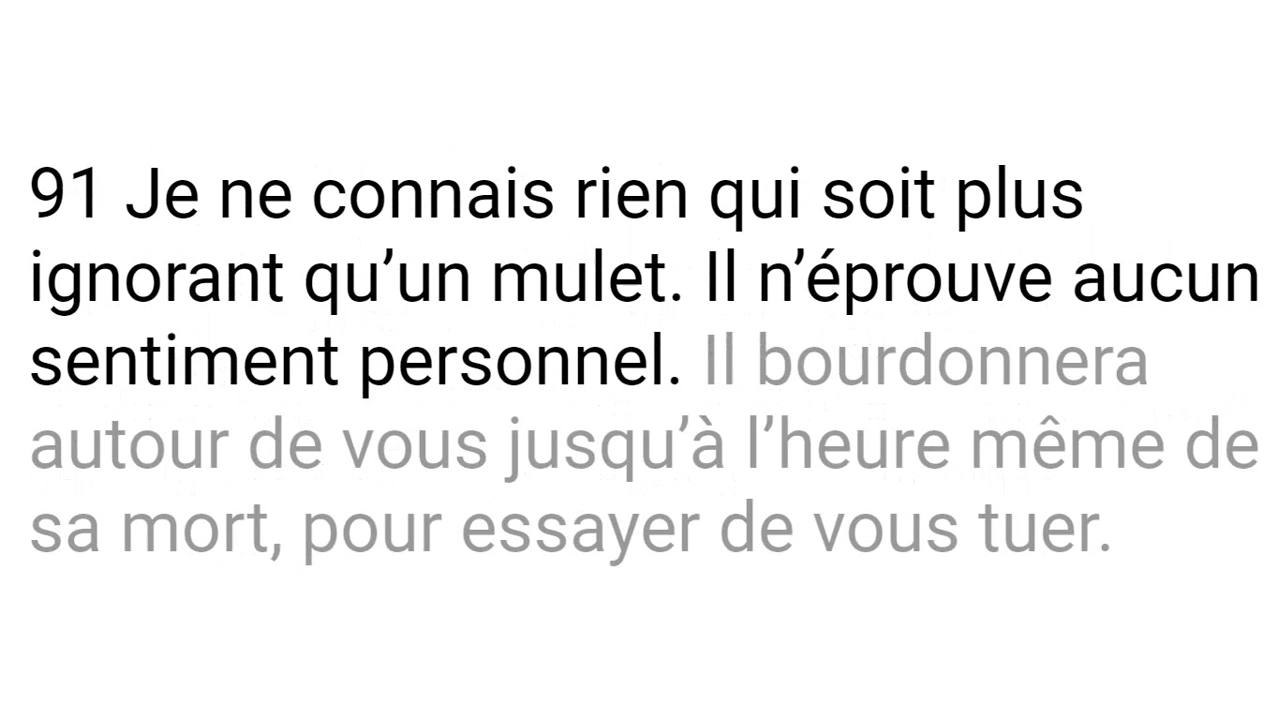 91 Je ne connais rien qui soit plus
ignorant qu’un mulet. Il n’éprouve aucun
sentiment personnel. Il bourdonnera
autour de vous jusqu’à l’heure même de
sa mort, pour essayer de vous tuer.